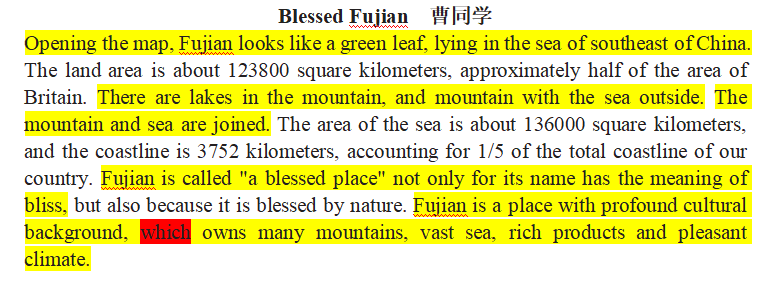 Blessed Fujian 曹同学
Opening the map, Fujian looks like a green leaf, lying in the sea of southeast of China.
The land area is about 123800 square kilometers, approximately half of the area of
Britain. There are lakes in the mountain, and mountain with the sea outside. The
mountain and sea are joined. The area of the sea is about 136000 square kilometers,
and the coastline is 3752 kilometers, accounting for 1/5 of the total coastline of our
country. Fujian is called "a blessed place" not only for its name has the meaning of
bliss, but also because it is blessed by nature. Fujian is a place with profound cultural
background, which owns many mountains, vast sea, rich products and pleasant
climate.